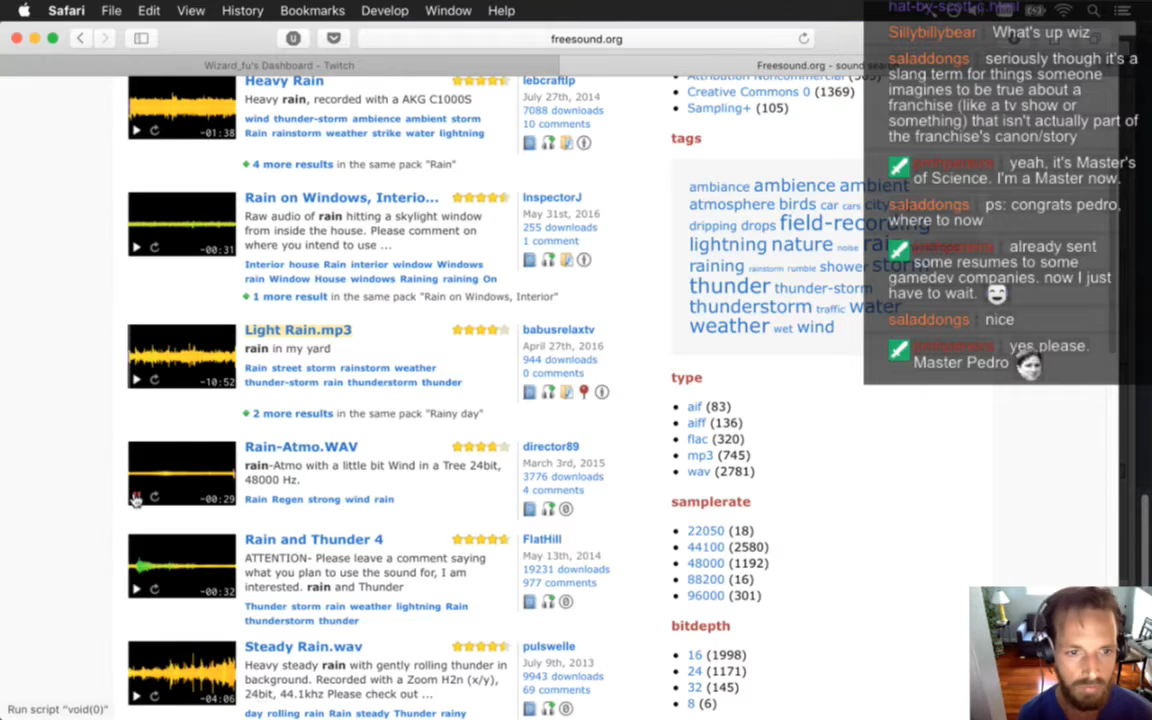 Safari File Edit View History Bookmarks Develop Window Help
freesound.org
Wizard_fu's Dashboard – Twitch
Freesound.org - sound search
Heavy Rain
Heavy rain, recorded with a AKG C1000S
wind thunder-storm ambience ambient storm
Rain rainstorm weather strike water lightning
4 more results in the same pack "Rain"
-01:38
lebcraftlp
July 27th, 2014
7088 downloads
10 comments
Rain on Windows, Interio...
Raw audio of rain hitting a skylight window
from inside the house. Please comment on
where you intend to use ...
Interior house Rain interior window Windows
rain Window House windows Raining raining On
1 more result in the same pack "Rain on Windows, Interior"
-00:31
InspectorJ
May 31st, 2016
255 downloads
1 comment
Light Rain.mp3
rain in my yard
Rain street storm rainstorm weather
thunder-storm rain thunderstorm thunder
2 more results in the same pack "Rainy day"
-10:52
babusrelaxtv
April 27th, 2016
944 downloads
0 comments
Rain-Atmo.WAV
rain-Atmo with a little bit Wind in a Tree 24bit,
48000 Hz.
Rain Regen strong wind rain
-00:29
director89
March 3rd, 2015
3776 downloads
4 comments
Rain and Thunder 4
ATTENTION- Please leave a comment saying
what you plan to use the sound for, I am
interested. rain and Thunder
Thunder storm rain weather lightning Rain
thunderstorm thunder
-00:32
FlatHill
May 13th, 2014
19231 downloads
977 comments
Steady Rain.wav
Heavy steady rain with gently rolling thunder in
background. Recorded with a Zoom H2n (x/y),
24bit, 44.1khz Please check out ...
day rolling rain Rain steady Thunder rainy
-04:06
pulswelle
July 9th, 2013
9943 downloads
69 comments
Attribution Noncommercial
Creative Commons 0 (1369)
Sampling+ (105)
tags
ambiance ambience ambient
atmosphere birds car cars city
dripping drops field-recording
lightning nature noise rain
raining rainstorm rumble shower storm
thunder thunder-storm
thunderstorm traffic water
weather wet wind
type
aif (83)
aiff (136)
flac (320)
mp3 (745)
wav (2781)
samplerate
22050 (18)
44100 (2580)
48000 (1192)
88200 (16)
96000 (301)
bitdepth
16 (1998)
24 (1171)
32 (145)
8 (6)
hat-by-scott-c.html
Sillybillybear What's up wiz
saladdongs seriously though it's a
slang term for things someone
imagines to be true about a
franchise (like a tv show or
something) that isn't actually part of
the franchise's canon/story
yeah, it's Master's
of Science. I'm a Master now.
saladdongs ps: congrats pedro,
where to now
already sent
some resumes to some
gamedev companies. now I just
have to wait.
saladdongs nice
yes please.
Master Pedro
Run script "void(0)"